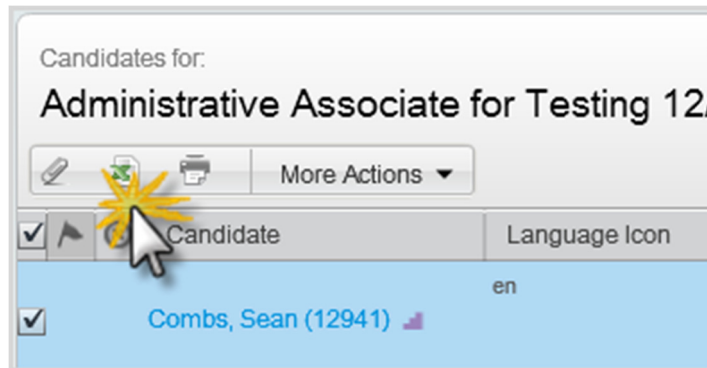 Candidates for:
Administrative Associate for Testing 12/
More Actions
Candidate
Language Icon
en
Combs, Sean (12941)